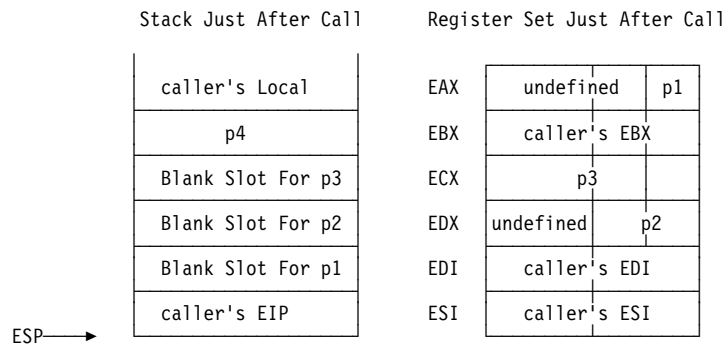 Stack Just After Call Register Set Just After Call
caller's Local EAX undefined p1
p4 EBX caller's EBX
Blank Slot For p3 ECX p3
Blank Slot For p2 EDX undefined p2
Blank Slot For p1 EDI caller's EDI
caller's EIP ESI caller's ESI
ESP